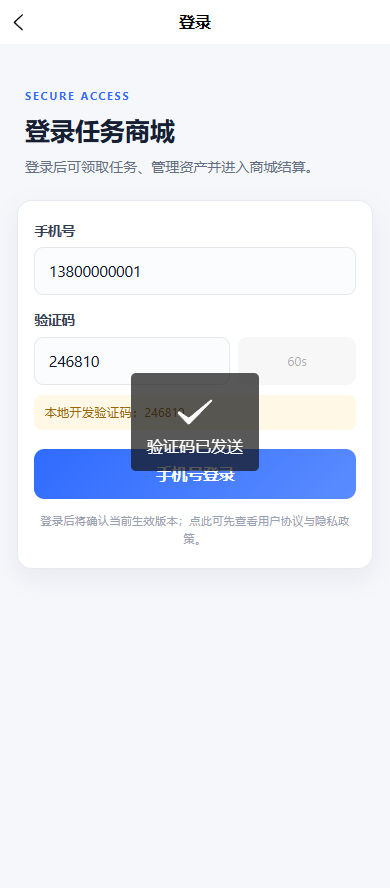 登录
SECURE ACCESS
登录任务商城
登录后可领取任务、管理资产并进入商城结算。
手机号
13800000001
验证码
246810
60s
本地开发验证码：246810
验证码已发送
手机号登录
登录后将确认当前生效版本；点此可先查看用户协议与隐私政
策。